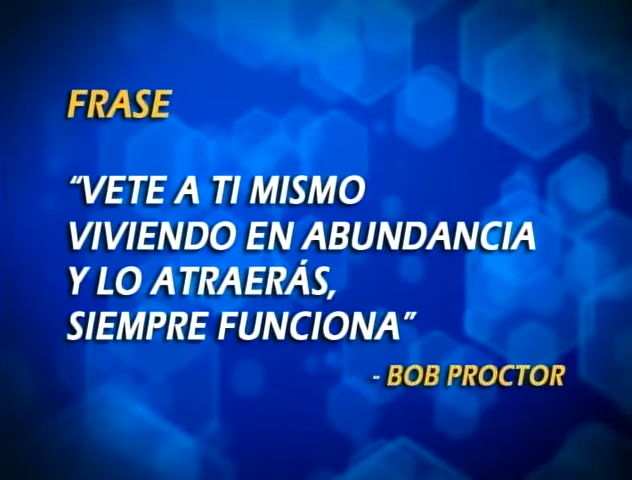 FRASE
“VETE A TI MISMO
VIVIENDO EN ABUNDANCIA
Y LO ATRAERÁS,
SIEMPRE FUNCIONA”
- BOB PROCTOR